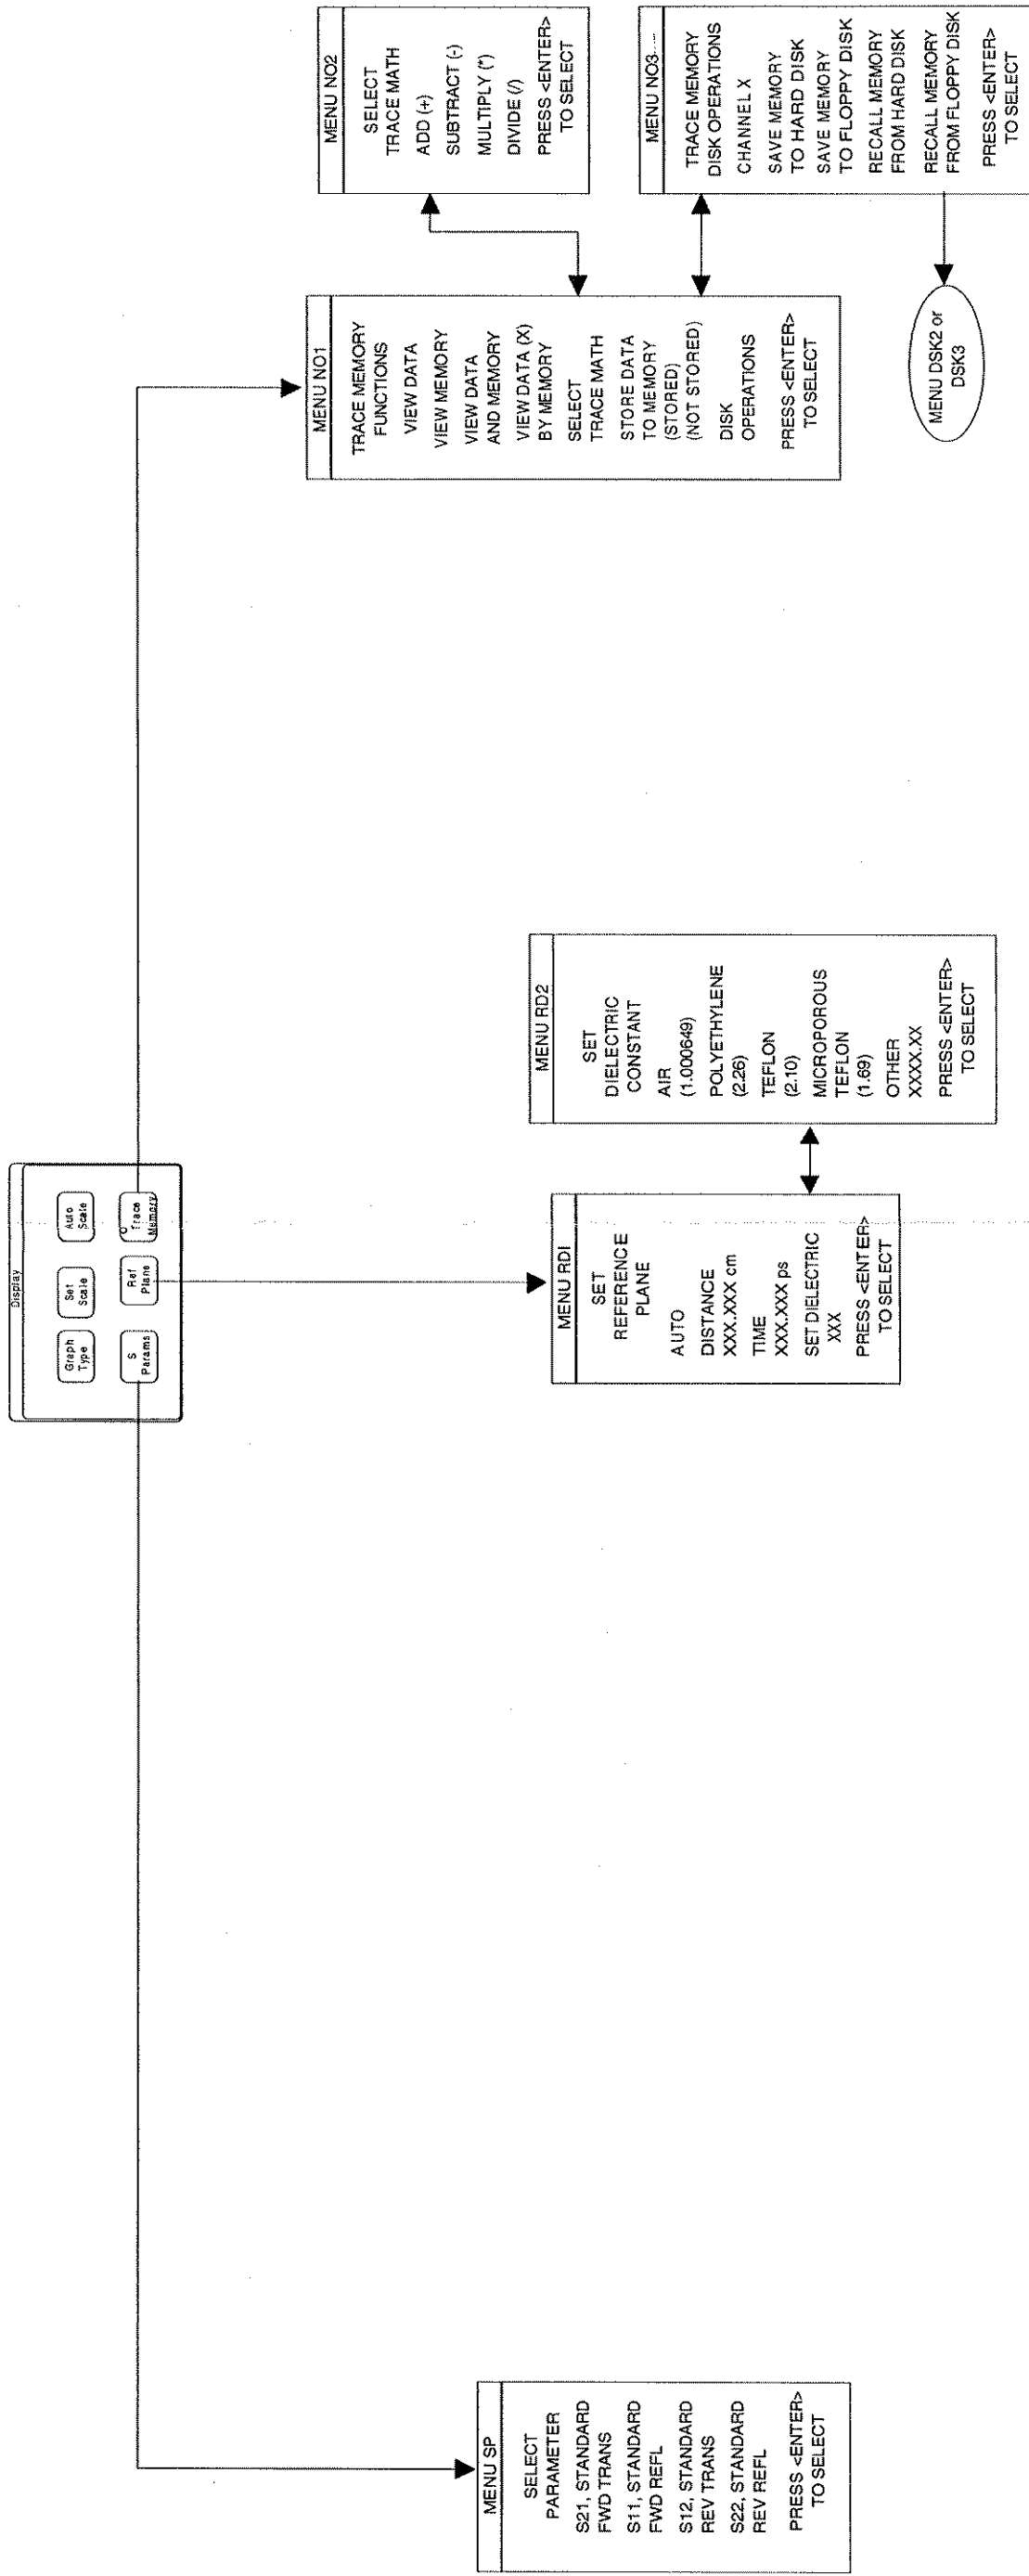 Display
Graph
Type
Set
Scale
Auto
Scale
S
Params
Ref
Plane
Trace
Memory
MENU SP
SELECT
PARAMETER
S21, STANDARD
FWD TRANS
S11, STANDARD
FWD REFL
S12, STANDARD
REV TRANS
S22, STANDARD
REV REFL
PRESS <ENTER>
TO SELECT
MENU RDI
SET
REFERENCE
PLANE
AUTO
DISTANCE
XXX.XXX cm
TIME
XXX.XXX ps
SET DIELECTRIC
XXX
PRESS <ENTER>
TO SELECT
MENU RD2
SET
DIELECTRIC
CONSTANT
AIR
(1.000649)
POLYETHYLENE
(2.26)
TEFLON
(2.10)
MICROPOROUS
TEFLON
(1.69)
OTHER
XXXX.XX
PRESS <ENTER>
TO SELECT
MENU NO1
TRACE MEMORY
FUNCTIONS
VIEW DATA
VIEW MEMORY
VIEW DATA
AND MEMORY
VIEW DATA (X)
BY MEMORY
SELECT
TRACE MATH
STORE DATA
TO MEMORY
(STORED)
(NOT STORED)
DISK
OPERATIONS
PRESS <ENTER>
TO SELECT
MENU NO2
SELECT
TRACE MATH
ADD (+)
SUBTRACT (-)
MULTIPLY (*)
DIVIDE (/)
PRESS <ENTER>
TO SELECT
MENU NO3
TRACE MEMORY
DISK OPERATIONS
CHANNEL X
SAVE MEMORY
TO HARD DISK
SAVE MEMORY
TO FLOPPY DISK
RECALL MEMORY
FROM HARD DISK
RECALL MEMORY
FROM FLOPPY DISK
PRESS <ENTER>
TO SELECT
MENU DSK2 or
DSK3